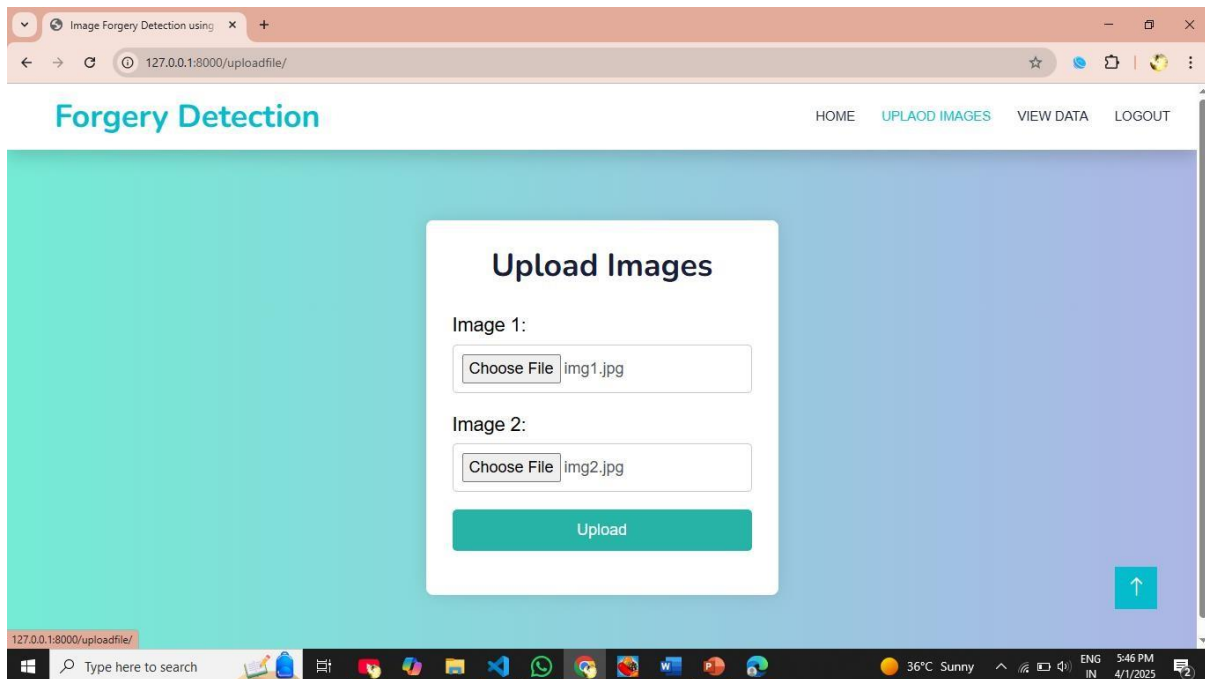 Image Forgery Detection using
127.0.0.1:8000/uploadfile/
Forgery Detection
HOME UPLAOD IMAGES VIEW DATA LOGOUT
Upload Images
Image 1:
Choose File img1.jpg
Image 2:
Choose File img2.jpg
Upload
127.0.0.1:8000/uploadfile/
Type here to search
36°C Sunny
ENG
IN
5:46 PM
4/1/2025
2